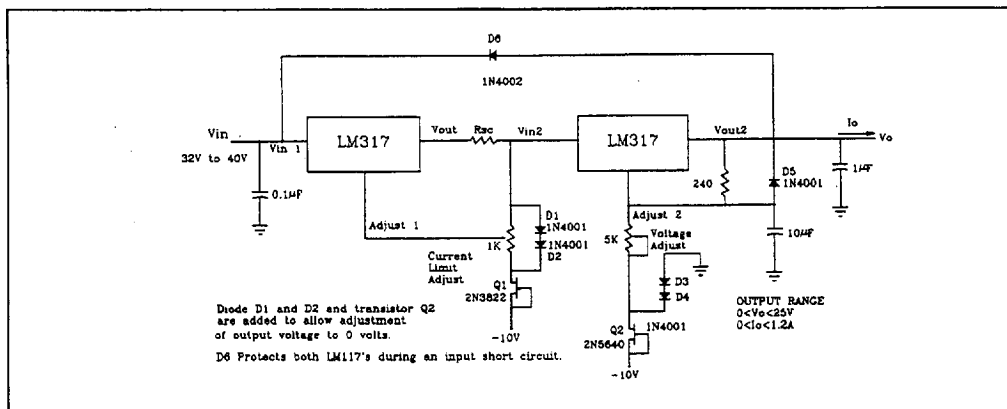 D6
1N4002
Vin
Vin 1
32V to 40V
0.1µF
LM317
Vout
Rsc
Vin2
LM317
Vout2
Io
Vo
240
D5
1N4001
1µF
10µF
Adjust 1
1K
D1
1N4001
1N4001
D2
Current
Limit
Adjust
Q1
2N3822
-10V
Adjust 2
5K
Voltage
Adjust
D3
D4
1N4001
Q2
2N5640
-10V
OUTPUT RANGE
0<Vo<25V
0<Io<1.2A
Diode D1 and D2 and transistor Q2
are added to allow adjustment
of output voltage to 0 volts.
D6 Protects both LM117's during an input short circuit.